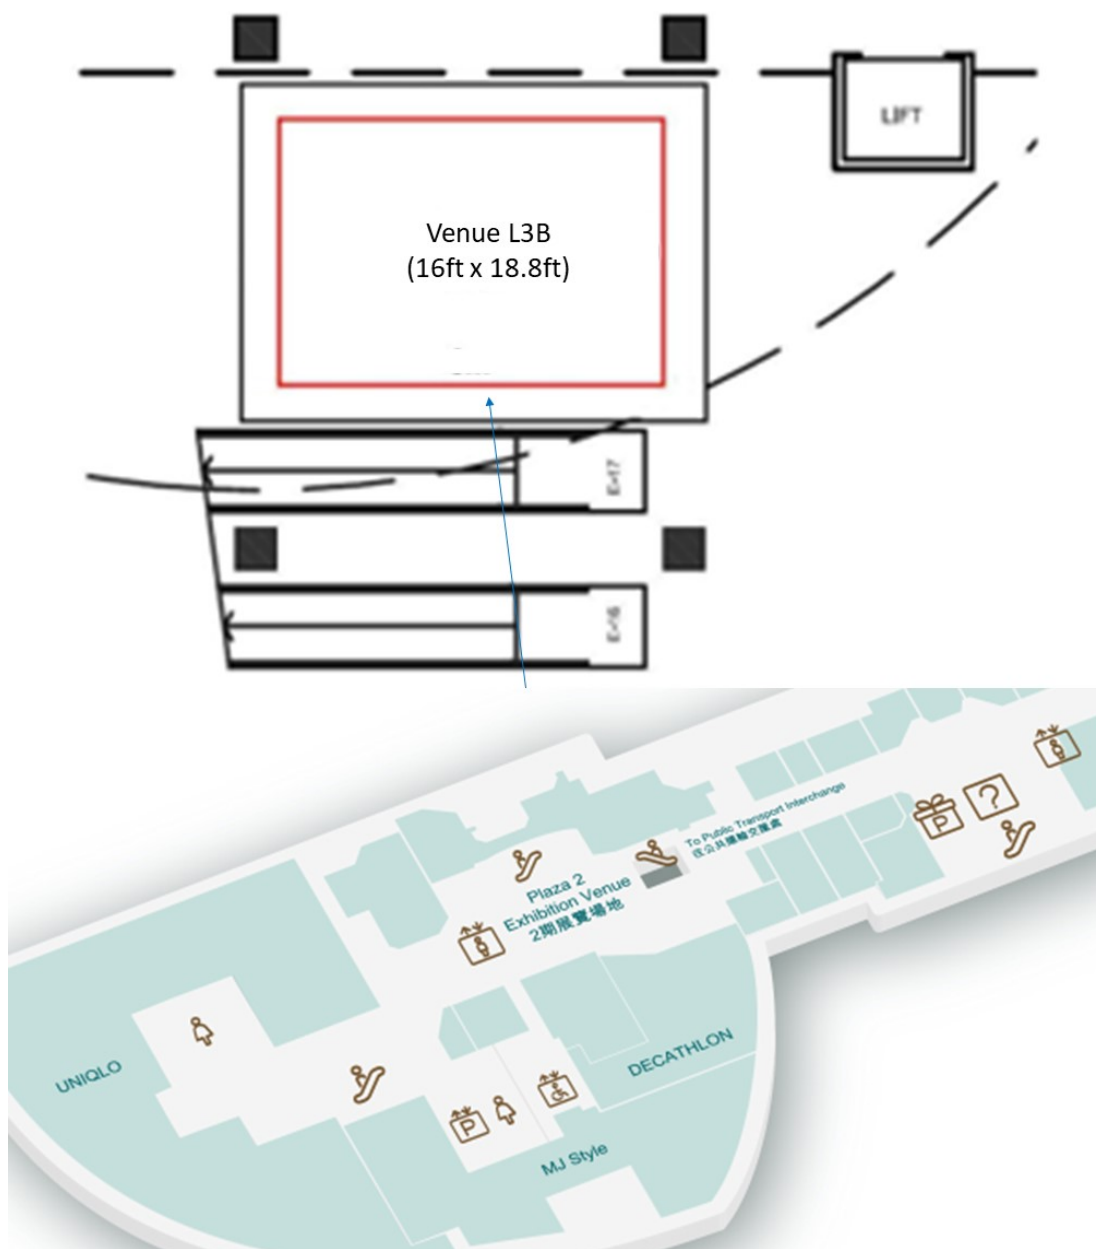 LIFT
Venue L3B
(16ft x 18.8ft)
E-17
E-16
To Public Transport Interchange
往公共運輸交匯處
?
P
Plaza 2
Exhibition Venue
2期展覽場地
UNIQLO
DECATHLON
P
MJ Style